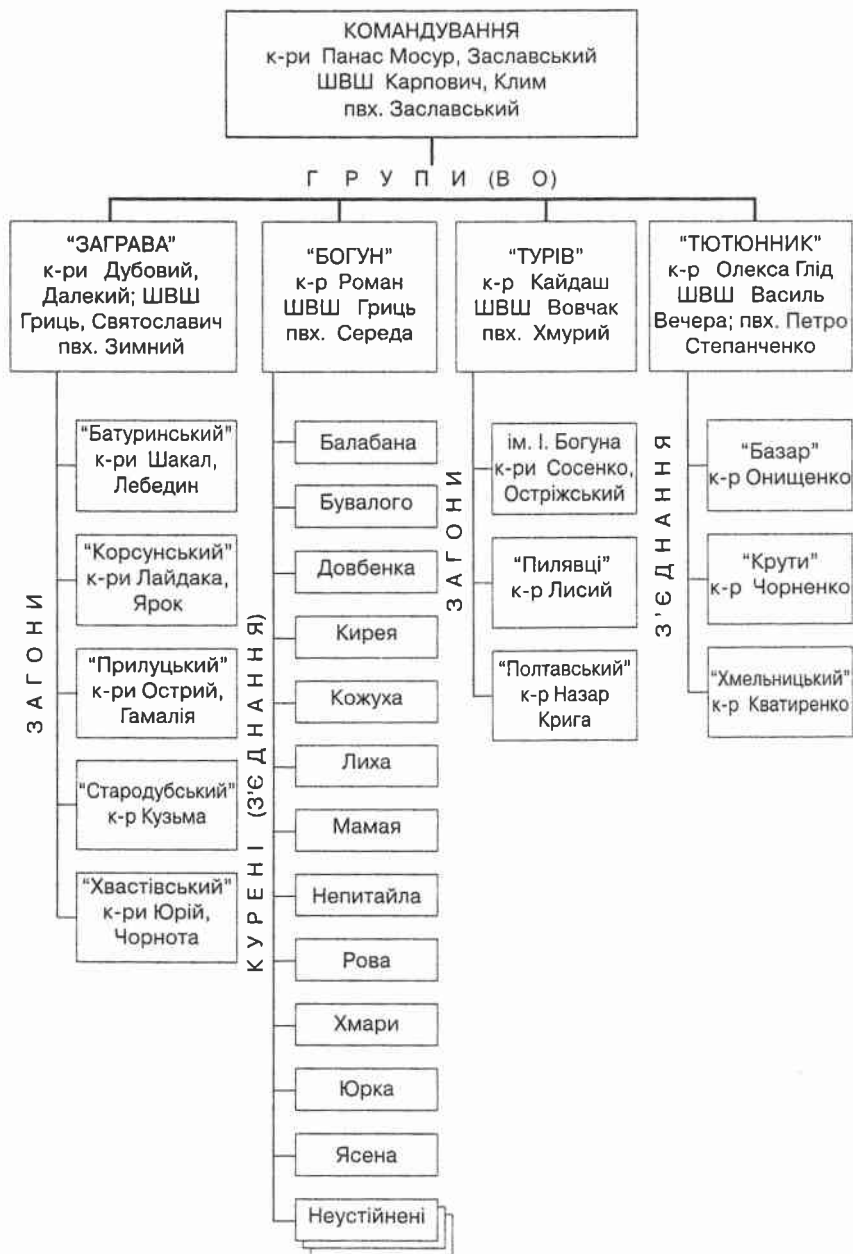 КОМАНДУВАННЯ
к-ри Панас Мосур, Заславський
ШВШ Карпович, Клим
пвх. Заславський
ГРУПИ (ВО)
"ЗАГРАВА"
к-ри Дубовий,
Далекий; ШВШ
Гриць, Святославич
пвх. Зимний
ЗАГОНИ
"Батуринський"
к-ри Шакал,
Лебедин
"Корсунський"
к-ри Лайдака,
Ярок
"Прилуцький"
к-ри Острий,
Гамалія
"Стародубський"
к-р Кузьма
"Хвастівський"
к-ри Юрій,
Чорнота
"БОГУН"
к-р Роман
ШВШ Гриць
пвх. Середа
КУРЕНІ (З'ЄДНАННЯ)
Балабана
Бувалого
Довбенка
Кирея
Кожуха
Лиха
Мамая
Непитайла
Рова
Хмари
Юрка
Ясена
Неустійнені
"ТУРІВ"
к-р Кайдаш
ШВШ Вовчак
пвх. Хмурий
ЗАГОНИ
ім. І. Богуна
к-ри Сосенко,
Остріжський
"Пилявці"
к-р Лисий
"Полтавський"
к-р Назар
Крига
"ТЮТЮННИК"
к-р Олекса Глід
ШВШ Василь
Вечера; пвх. Петро
Степанченко
З'ЄДНАННЯ
"Базар"
к-р Онищенко
"Крути"
к-р Чорненко
"Хмельницький"
к-р Кватиренко